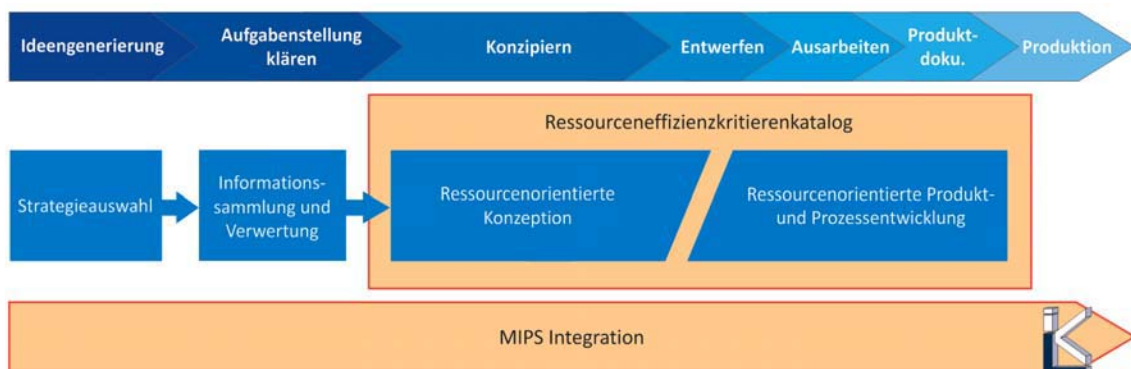 Ideengenerierung
Aufgabenstellung
klären
Konzipiern
Entwerfen
Ausarbeiten
Produkt-
doku.
Produktion
Ressourceneffizienzkritierenkatalog
Strategieauswahl
Informations-
sammlung und
Verwertung
Ressourcenorientierte
Konzeption
Ressourcenorientierte Produkt-
und Prozessentwicklung
MIPS Integration
K